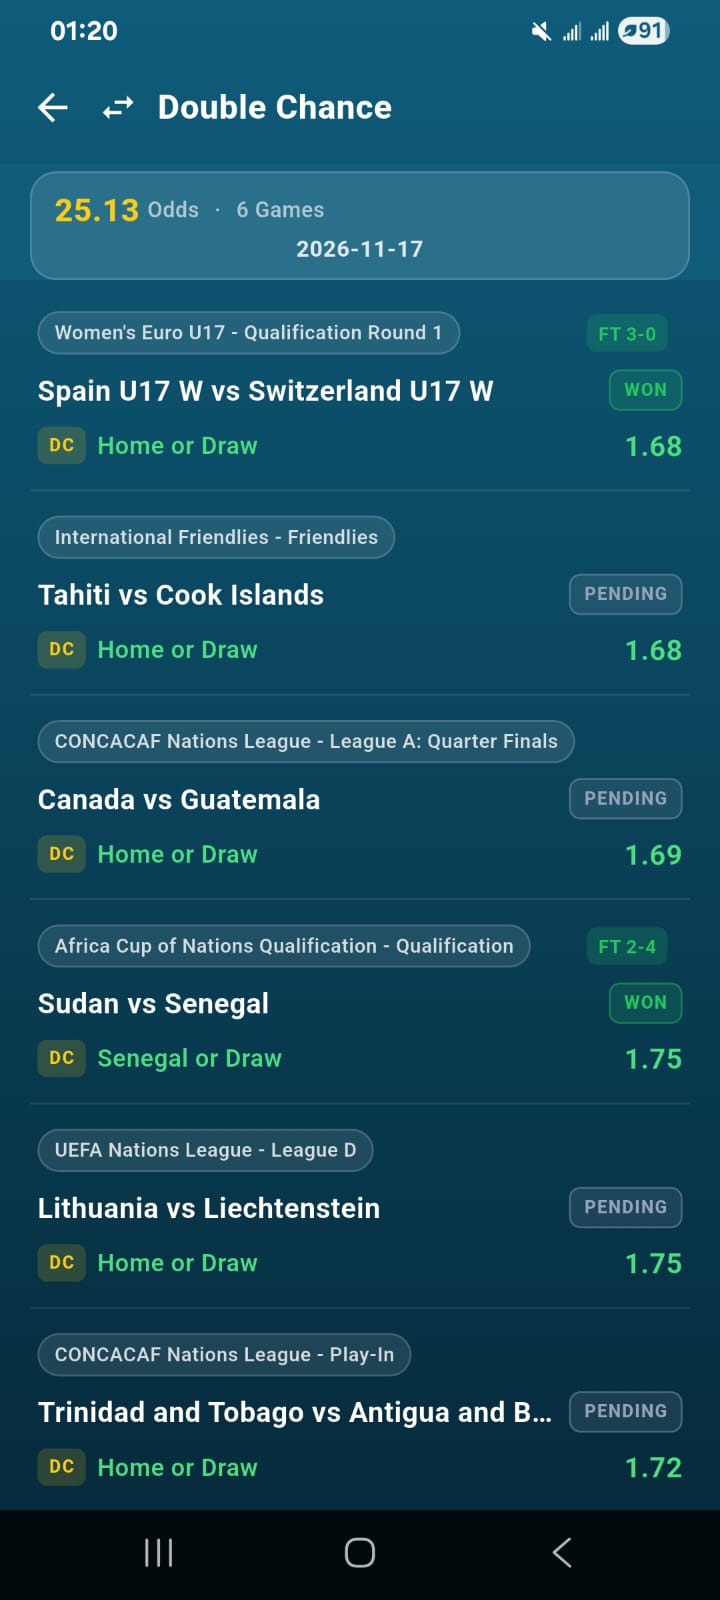 01:20
91
Double Chance
25.13 Odds · 6 Games
2026-11-17
Women's Euro U17 - Qualification Round 1 FT 3-0
Spain U17 W vs Switzerland U17 W WON
DC Home or Draw 1.68
International Friendlies - Friendlies
Tahiti vs Cook Islands PENDING
DC Home or Draw 1.68
CONCACAF Nations League - League A: Quarter Finals
Canada vs Guatemala PENDING
DC Home or Draw 1.69
Africa Cup of Nations Qualification - Qualification FT 2-4
Sudan vs Senegal WON
DC Senegal or Draw 1.75
UEFA Nations League - League D
Lithuania vs Liechtenstein PENDING
DC Home or Draw 1.75
CONCACAF Nations League - Play-In
Trinidad and Tobago vs Antigua and B... PENDING
DC Home or Draw 1.72